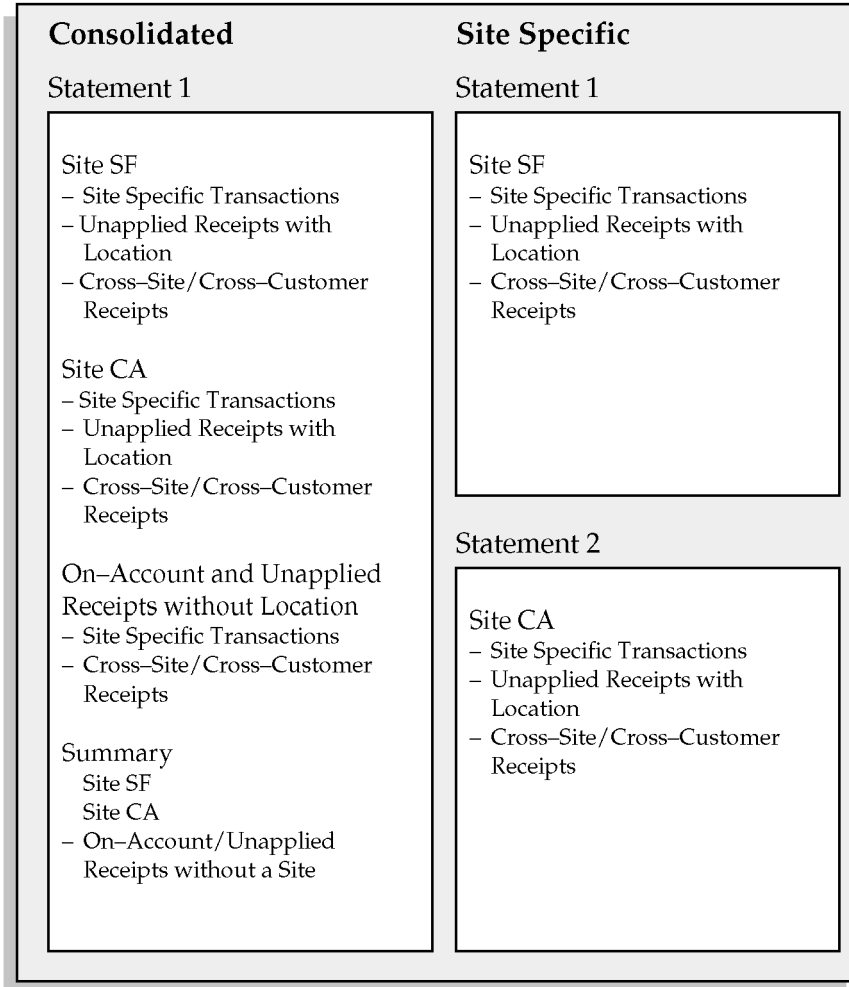 Consolidated
Statement 1
Site SF
– Site Specific Transactions
– Unapplied Receipts with
Location
– Cross–Site/Cross–Customer
Receipts
Site CA
– Site Specific Transactions
– Unapplied Receipts with
Location
– Cross–Site/Cross–Customer
Receipts
On–Account and Unapplied
Receipts without Location
– Site Specific Transactions
– Cross–Site/Cross–Customer
Receipts
Summary
Site SF
Site CA
– On–Account/Unapplied
Receipts without a Site
Site Specific
Statement 1
Site SF
– Site Specific Transactions
– Unapplied Receipts with
Location
– Cross–Site/Cross–Customer
Receipts
Statement 2
Site CA
– Site Specific Transactions
– Unapplied Receipts with
Location
– Cross–Site/Cross–Customer
Receipts